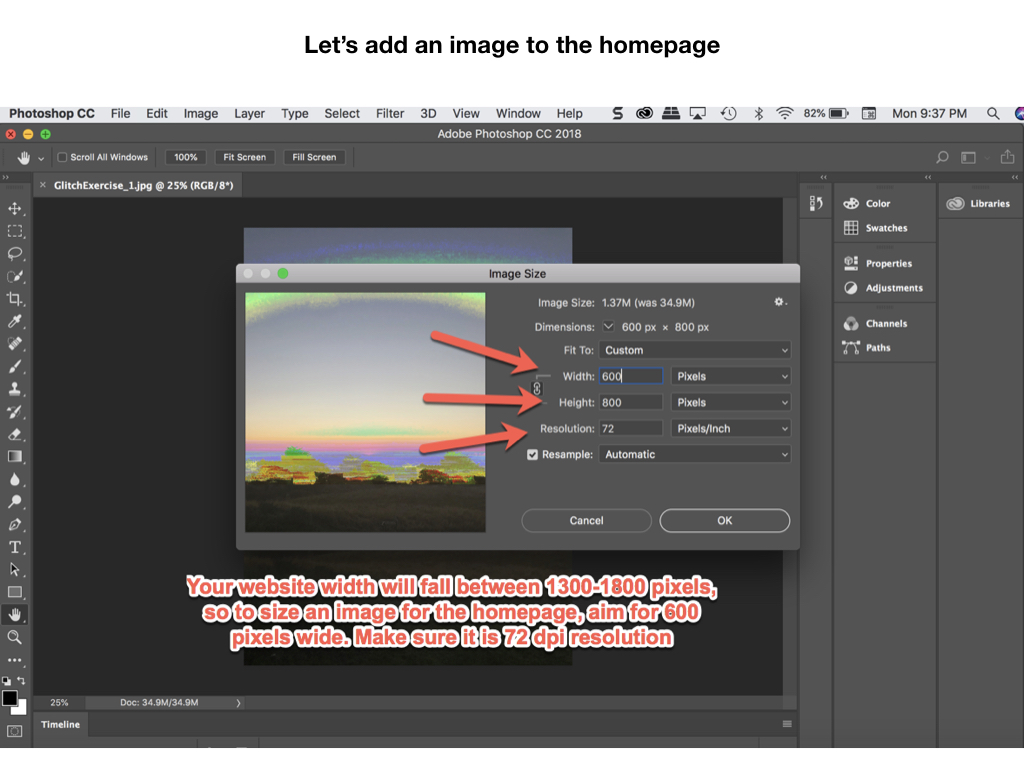 Let’s add an image to the homepage
Photoshop CC File Edit Image Layer Type Select Filter 3D View Window Help 82% Mon 9:37 PM
Adobe Photoshop CC 2018
Scroll All Windows 100% Fit Screen Fill Screen
× GlitchExercise_1.jpg @ 25% (RGB/8*)
Color
Libraries
Swatches
Properties
Adjustments
Channels
Paths
Image Size
Image Size: 1.37M (was 34.9M)
Dimensions: 600 px × 800 px
Fit To: Custom
Width: 600 Pixels
Height: 800 Pixels
Resolution: 72 Pixels/Inch
Resample: Automatic
Cancel OK
Your website width will fall between 1300-1800 pixels,
so to size an image for the homepage, aim for 600
pixels wide. Make sure it is 72 dpi resolution
25% Doc: 34.9M/34.9M
Timeline